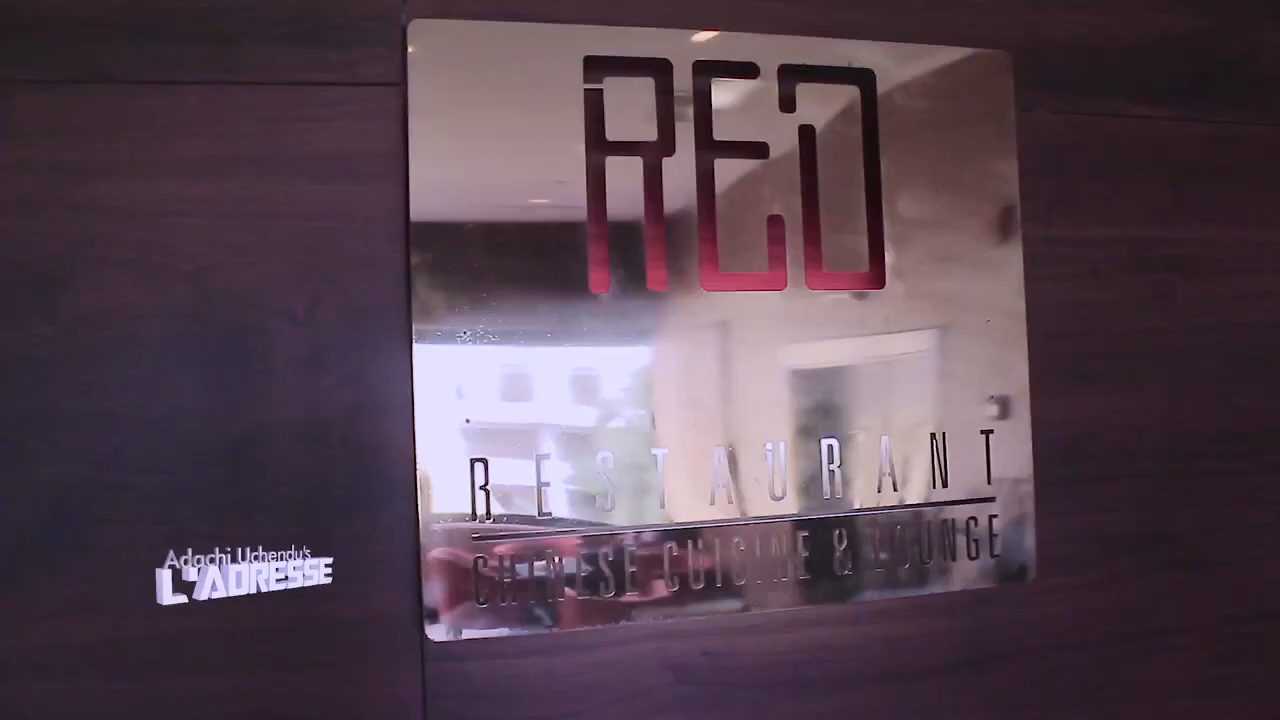 RED
RESTAURANT
CHINESE CUISINE & LOUNGE
Adachi Uchendu's
L'ADRESSE